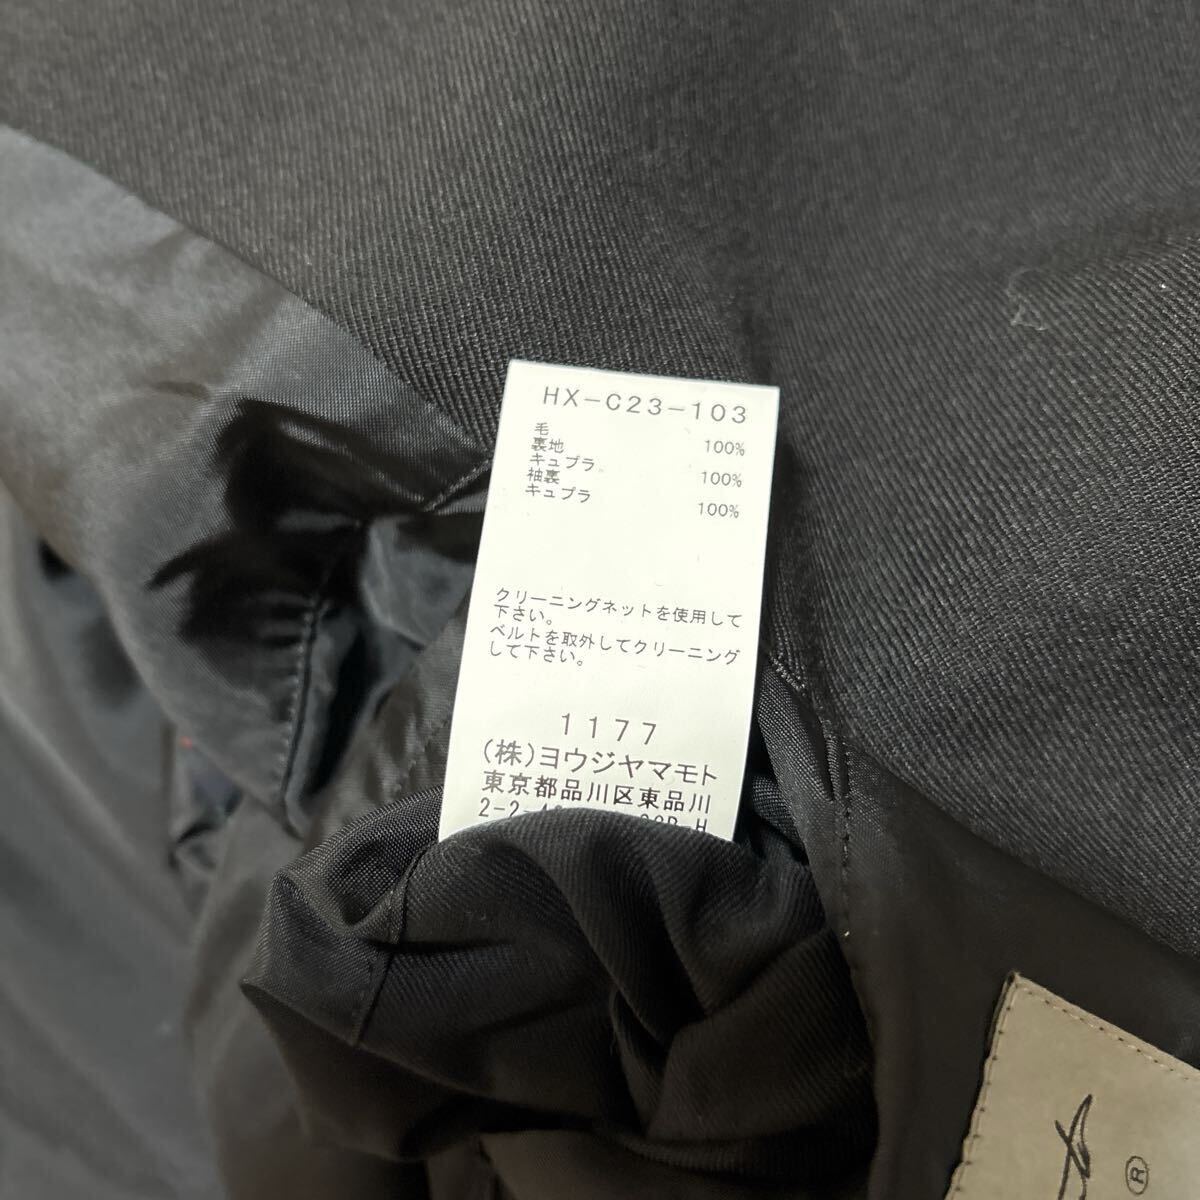 HX-C23-103
毛 100%
裏地
キュプラ 100%
袖裏
キュプラ 100%
クリーニングネットを使用して
下さい。
ベルトを取外してクリーニング
して下さい。
1177
(株)ヨウジヤマモト
東京都品川区東品川
2-2-
®